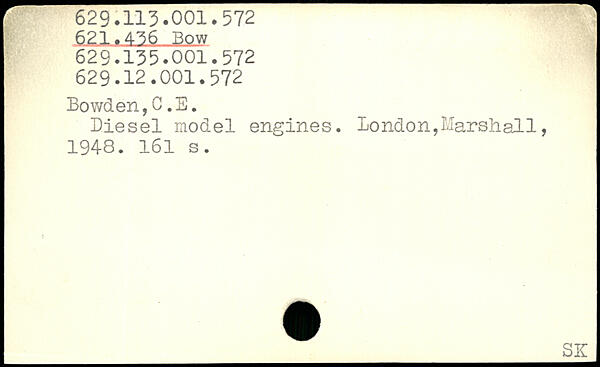 629.113.001.572
621.436 Bow
629.135.001.572
629.12.001.572
Bowden,C.E.
Diesel model engines. London,Marshall,
1948. 161 s.
SK